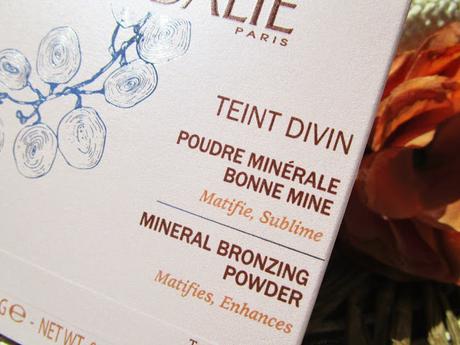 PARIS
TEINT DIVIN
POUDRE MINÉRALE
BONNE MINE
Matifie, Sublime
MINERAL BRONZING
POWDER
Matifies, Enhances
G℮ - NET WT.